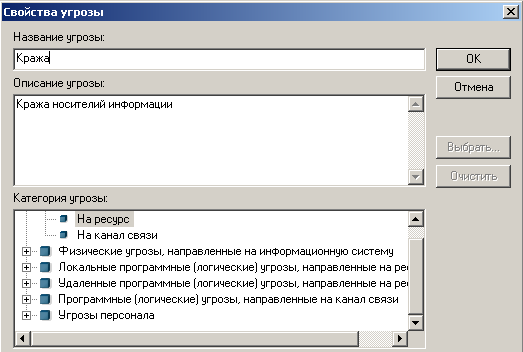 Свойства угрозы
Название угрозы:
Кража
OK
Описание угрозы:
Отмена
Кража носителей информации
Выбрать...
Очистить
Категория угрозы:
На ресурс
На канал связи
Физические угрозы, направленные на информационную систему
Локальные программные (логические) угрозы, направленные на рес
Удаленные программные (логические) угрозы, направленные на ре
Программные (логические) угрозы, направленные на канал связи
Угрозы персонала